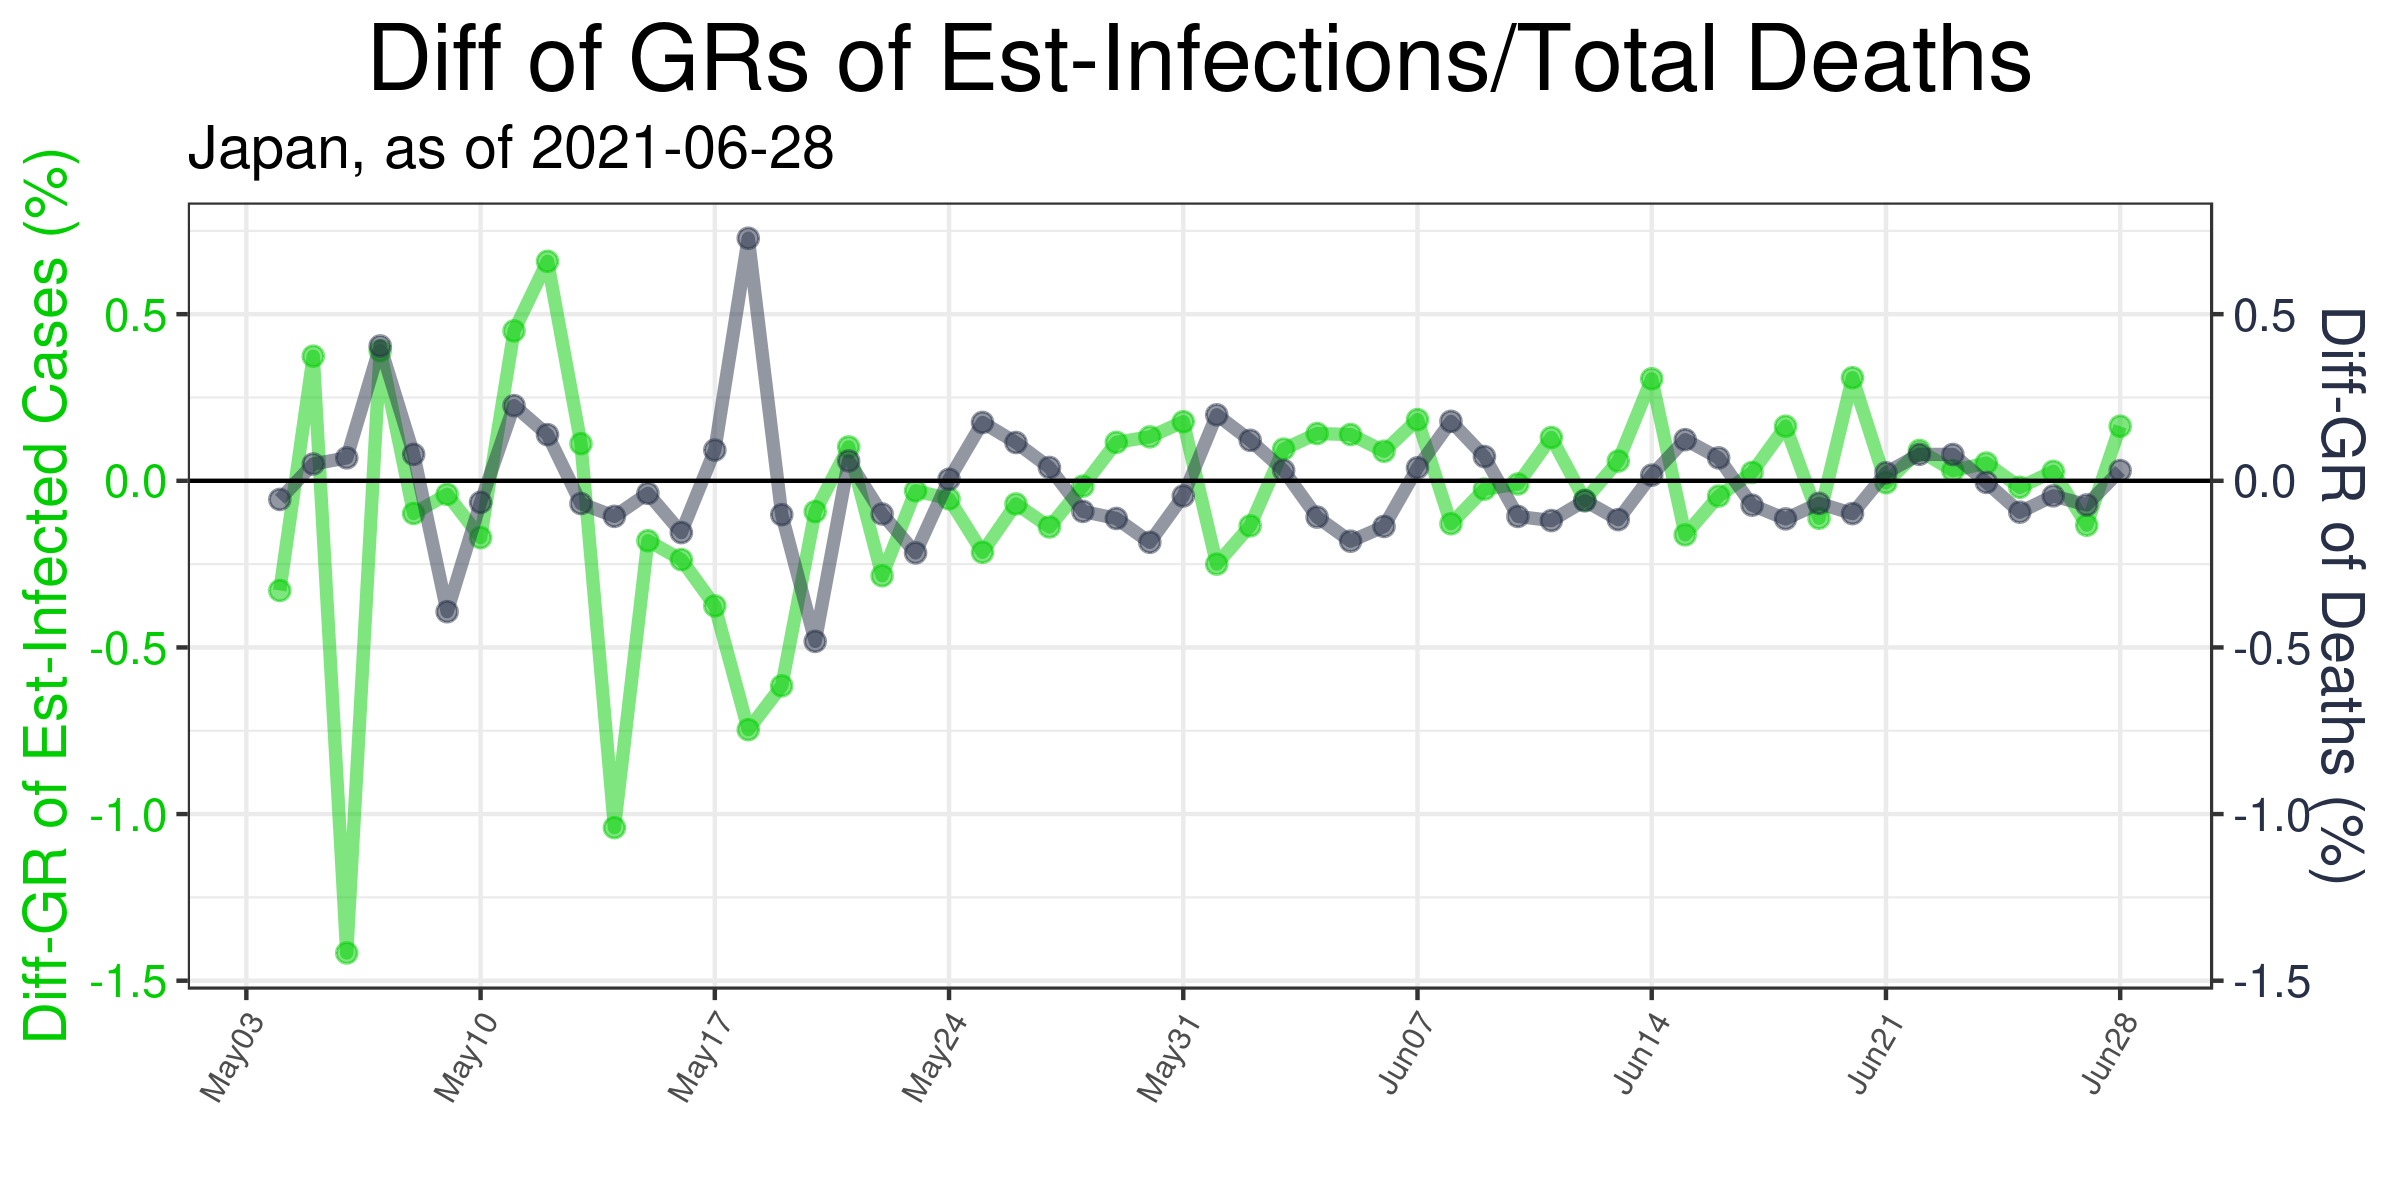 Diff of GRs of Est-Infections/Total Deaths
Japan, as of 2021-06-28
Diff-GR of Est-Infected Cases (%)
0.5
0.0
-0.5
-1.0
-1.5
0.5
0.0
-0.5
-1.0
-1.5
Diff-GR of Deaths (%)
May03
May10
May17
May24
May31
Jun07
Jun14
Jun21
Jun28